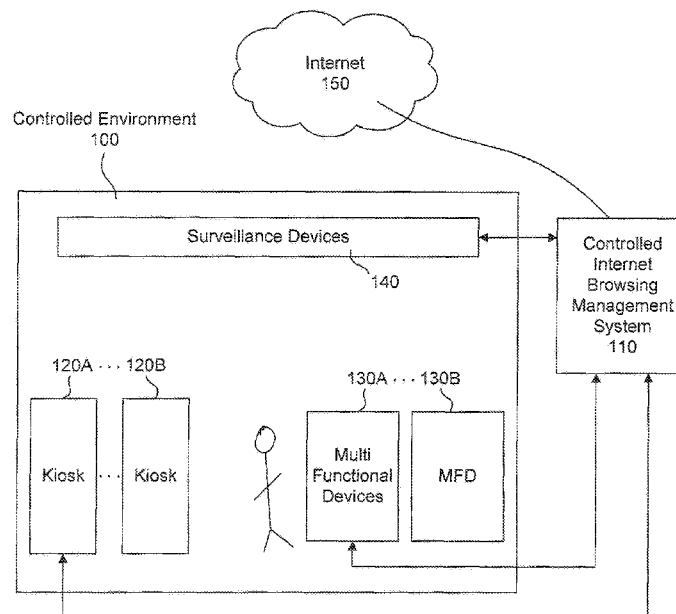 Internet
150
Controlled Environment
100
Surveillance Devices
140
Controlled
Internet
Browsing
Management
System
110
120A ··· 120B
130A ··· 130B
Kiosk ··· Kiosk
Multi
Functional
Devices
MFD